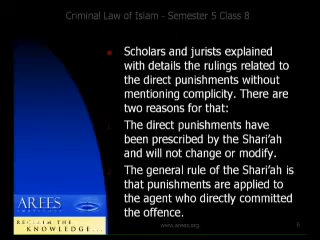 Criminal Law of Islam - Semester 5 Class 8
Scholars and jurists explained
with details the rulings related to
the direct punishments without
mentioning complicity. There are
two reasons for that:
The direct punishments have
been prescribed by the Shari'ah
and will not change or modify.
The general rule of the Shari'ah is
that punishments are applied to
the agent who directly committed
the offence.
AREES
THE
KNOWLEDGE...
www.arees.org